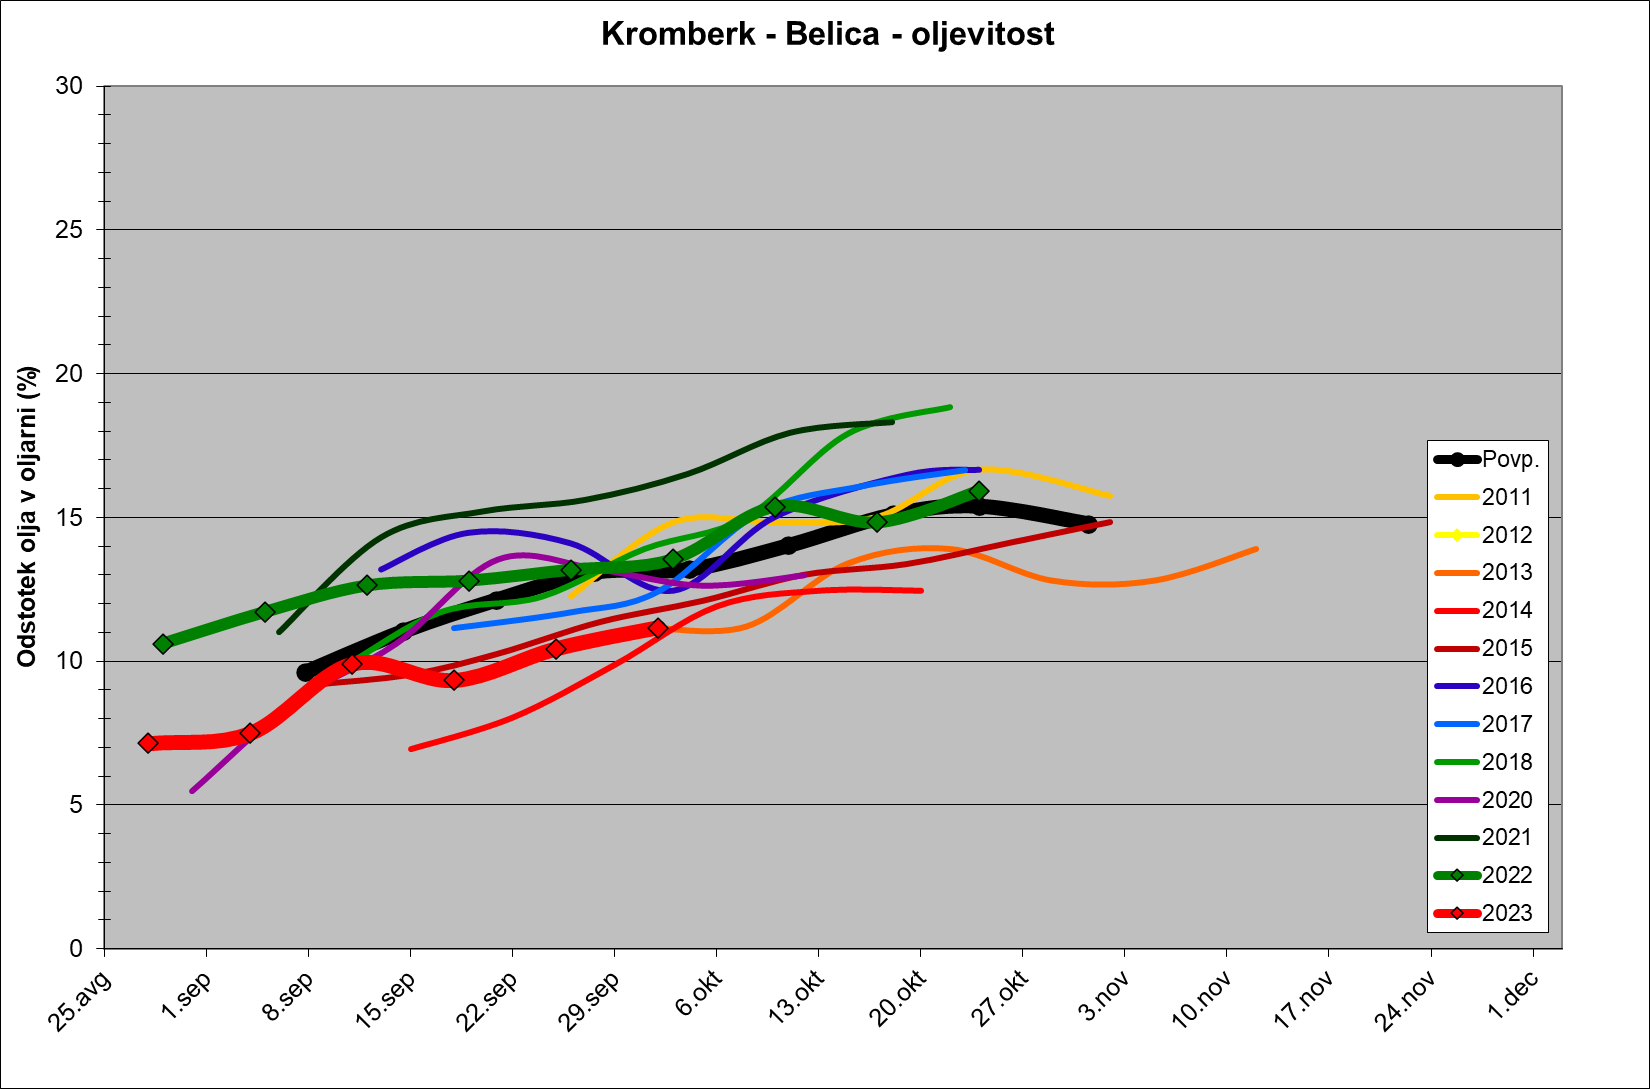 Kromberk - Belica - oljevitost
Odstotek olja v oljarni (%)
30
25
20
15
10
5
0
25.avg
1.sep
8.sep
15.sep
22.sep
29.sep
6.okt
13.okt
20.okt
27.okt
3.nov
10.nov
17.nov
24.nov
1.dec
Povp.
2011
2012
2013
2014
2015
2016
2017
2018
2020
2021
2022
2023